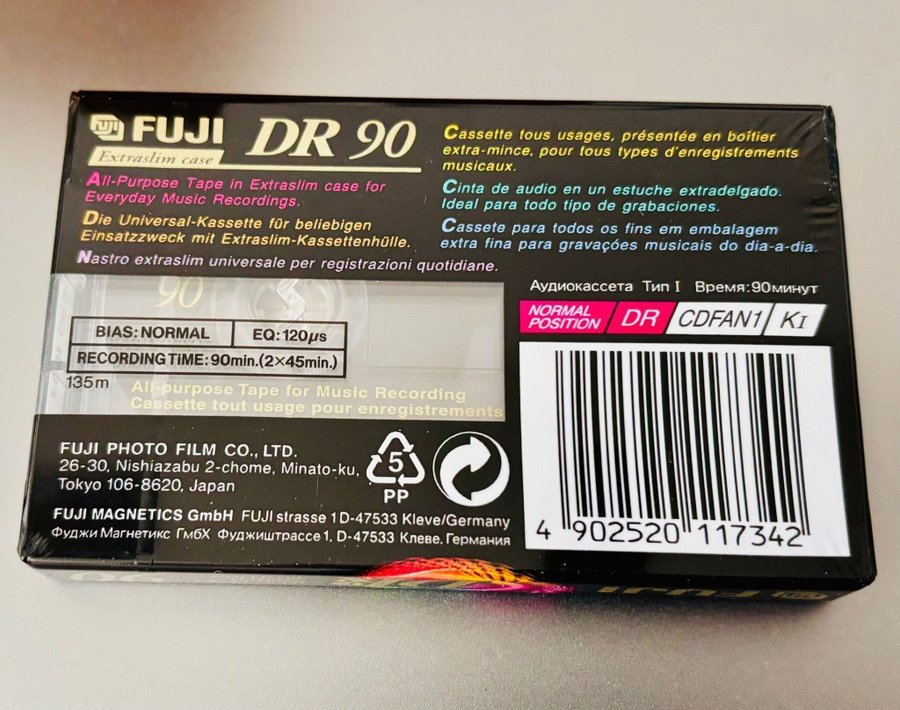 FUJI
FUJI DR 90
Extraslim case
All-Purpose Tape in Extraslim case for
Everyday Music Recordings.
Die Universal-Kassette für beliebigen
Einsatzzweck mit Extraslim-Kassettenhülle.
Nastro extraslim universale per registrazioni quotidiane.
Cassette tous usages, présentée en boîtier
extra-mince, pour tous types d'enregistrements
musicaux.
Cinta de audio en un estuche extradelgado.
Ideal para todo tipo de grabaciones.
Cassete para todos os fins em embalagem
extra fina para gravações musicais do dia-a-dia.
90
BIAS: NORMAL EQ: 120µs
RECORDING TIME: 90min.(2×45min.)
135m
All-purpose Tape for Music Recording
Cassette tout usage pour enregistrements
Аудиокассета Тип I Время:90минут
NORMAL
POSITION DR CDFAN1 KI
FUJI PHOTO FILM CO., LTD.
26-30, Nishiazabu 2-chome, Minato-ku,
Tokyo 106-8620, Japan
5
PP
FUJI MAGNETICS GmbH FUJI strasse 1 D-47533 Kleve/Germany
Фуджи Магнетикс ГмбХ Фуджиштрассе 1, D-47533 Клеве, Германия
4 902520 117342
90
FUJI